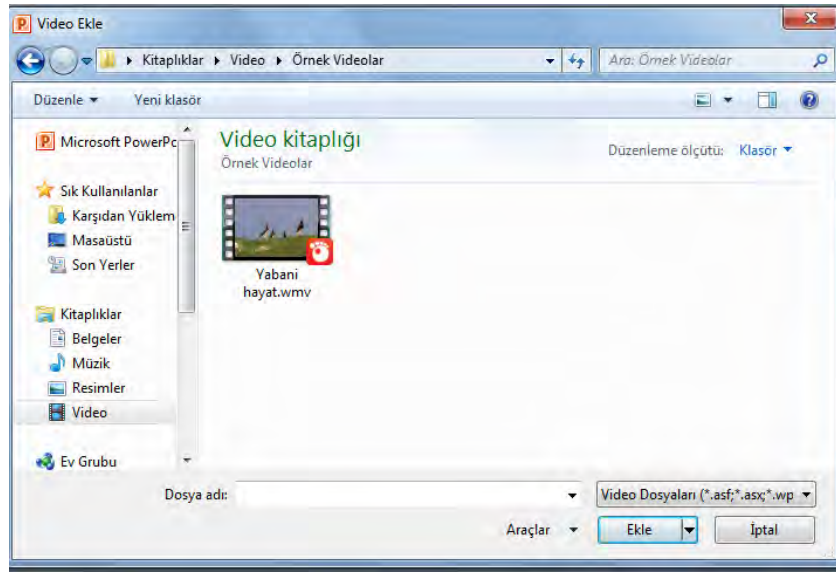 Video Ekle
Kitaplıklar Video Örnek Videolar
Ara: Örnek Videolar
Düzenle Yeni klasör
Microsoft PowerPc
Sık Kullanılanlar
Karşıdan Yüklem
Masaüstü
Son Yerler
Kitaplıklar
Belgeler
Müzik
Resimler
Video
Ev Grubu
Video kitaplığı
Örnek Videolar
Düzenleme ölçütü: Klasör
Yabani
hayat.wmv
Dosya adı:
Video Dosyaları (*.asf;*.asx;*.wp
Araçlar Ekle İptal